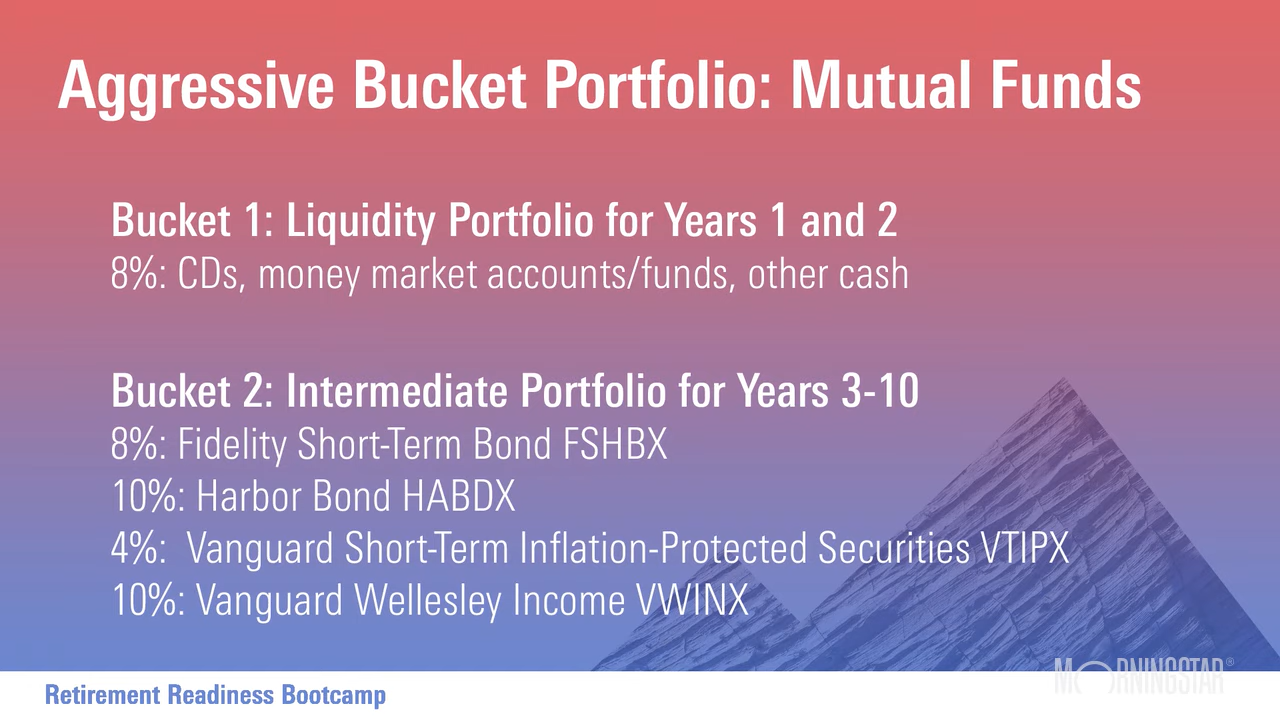 Aggressive Bucket Portfolio: Mutual Funds
Bucket 1: Liquidity Portfolio for Years 1 and 2
8%: CDs, money market accounts/funds, other cash
Bucket 2: Intermediate Portfolio for Years 3-10
8%: Fidelity Short-Term Bond FSHBX
10%: Harbor Bond HABDX
4%: Vanguard Short-Term Inflation-Protected Securities VTIPX
10%: Vanguard Wellesley Income VWINX
MORNINGSTAR®
Retirement Readiness Bootcamp